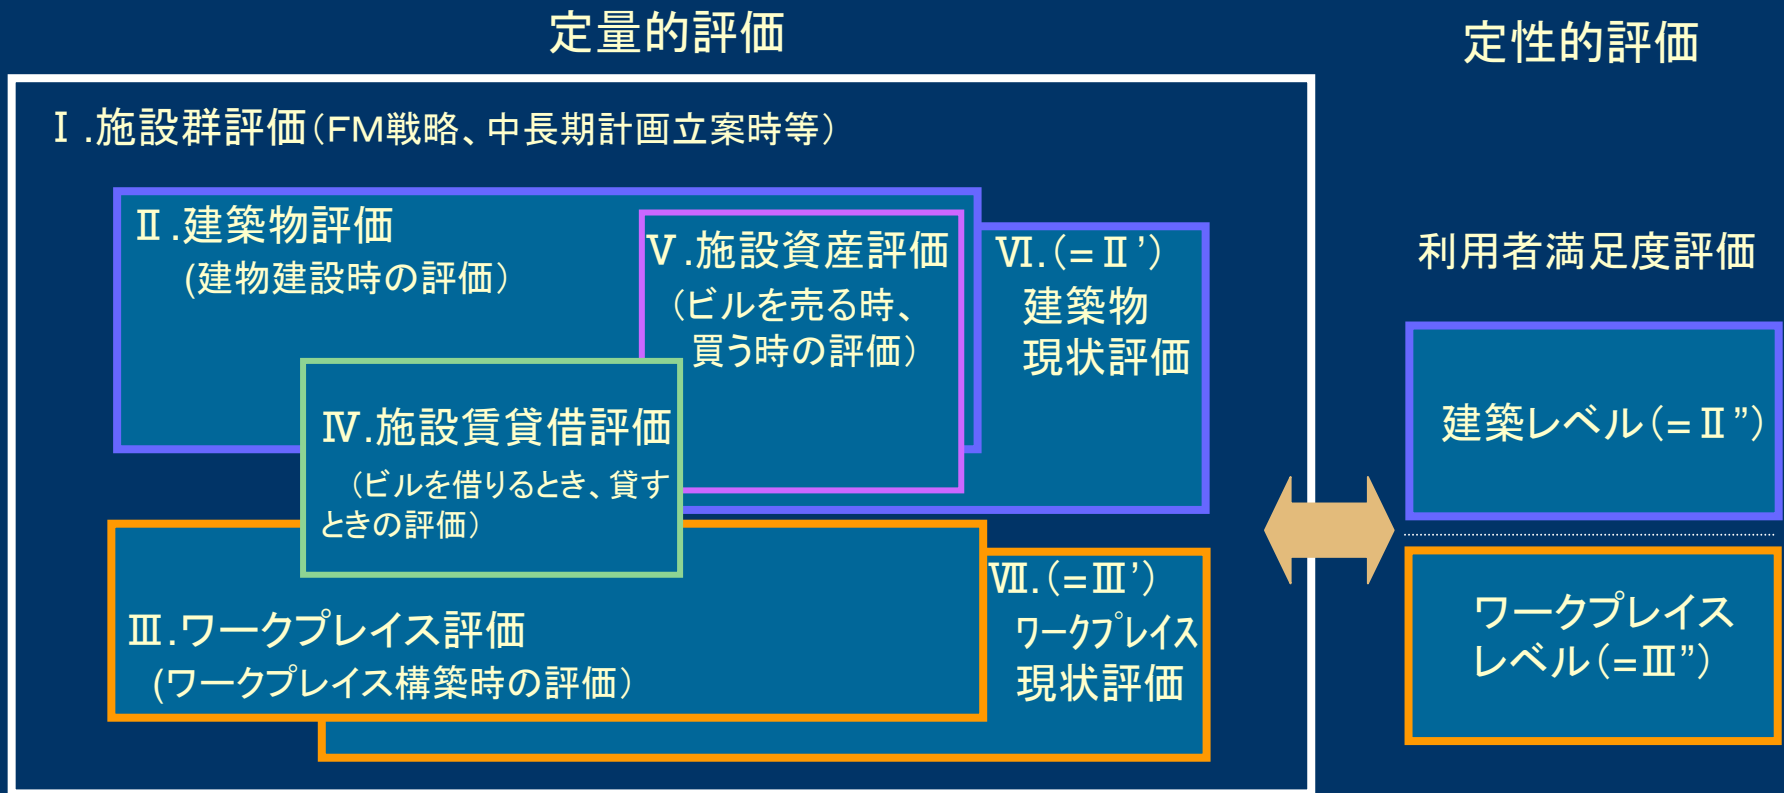 定量的評価
定性的評価
Ⅰ.施設群評価(FM戦略、中長期計画立案時等)
Ⅱ.建築物評価
(建物建設時の評価)
Ⅴ.施設資産評価
(ビルを売る時、
買う時の評価)
Ⅵ.(=Ⅱ’)
建築物
現状評価
Ⅳ.施設賃貸借評価
(ビルを借りるとき、貸す
ときの評価)
Ⅲ.ワークプレイス評価
(ワークプレイス構築時の評価)
Ⅶ.(=Ⅲ’)
ワークプレイス
現状評価
利用者満足度評価
建築レベル(=Ⅱ”)
ワークプレイス
レベル(=Ⅲ”)